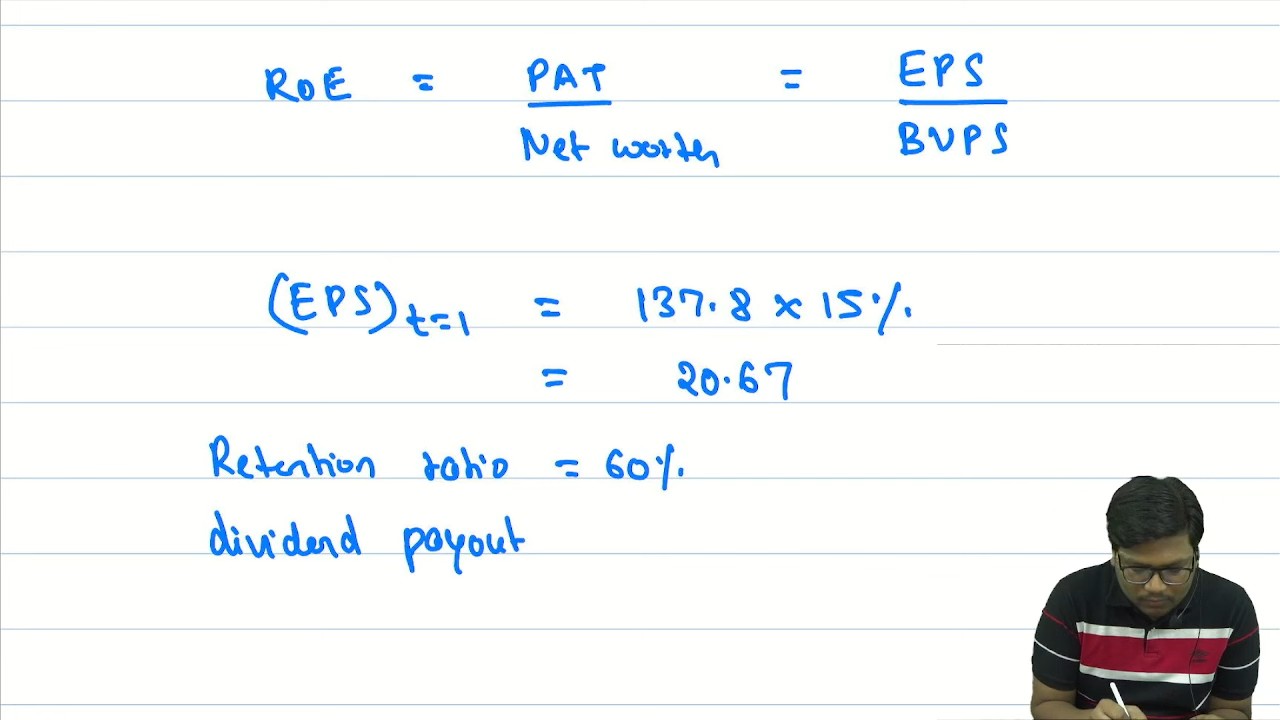 ROE = PAT / Net worth = EPS / BVPS
(EPS)t=1 = 137.8 x 15%
= 20.67
Retention ratio = 60%
dividend payout